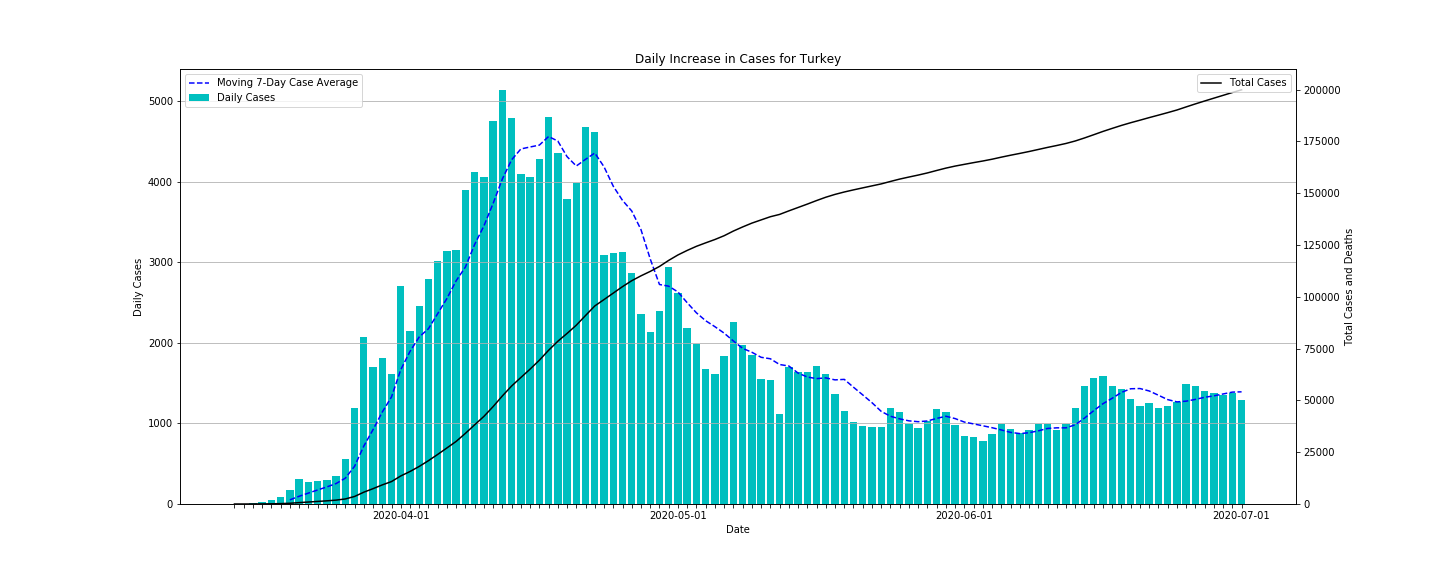 Daily Increase in Cases for Turkey
Moving 7-Day Case Average
Daily Cases
Total Cases
5000
4000
3000
2000
1000
0
Daily Cases
200000
175000
150000
125000
100000
75000
50000
25000
0
Total Cases and Deaths
2020-04-01
2020-05-01
2020-06-01
2020-07-01
Date